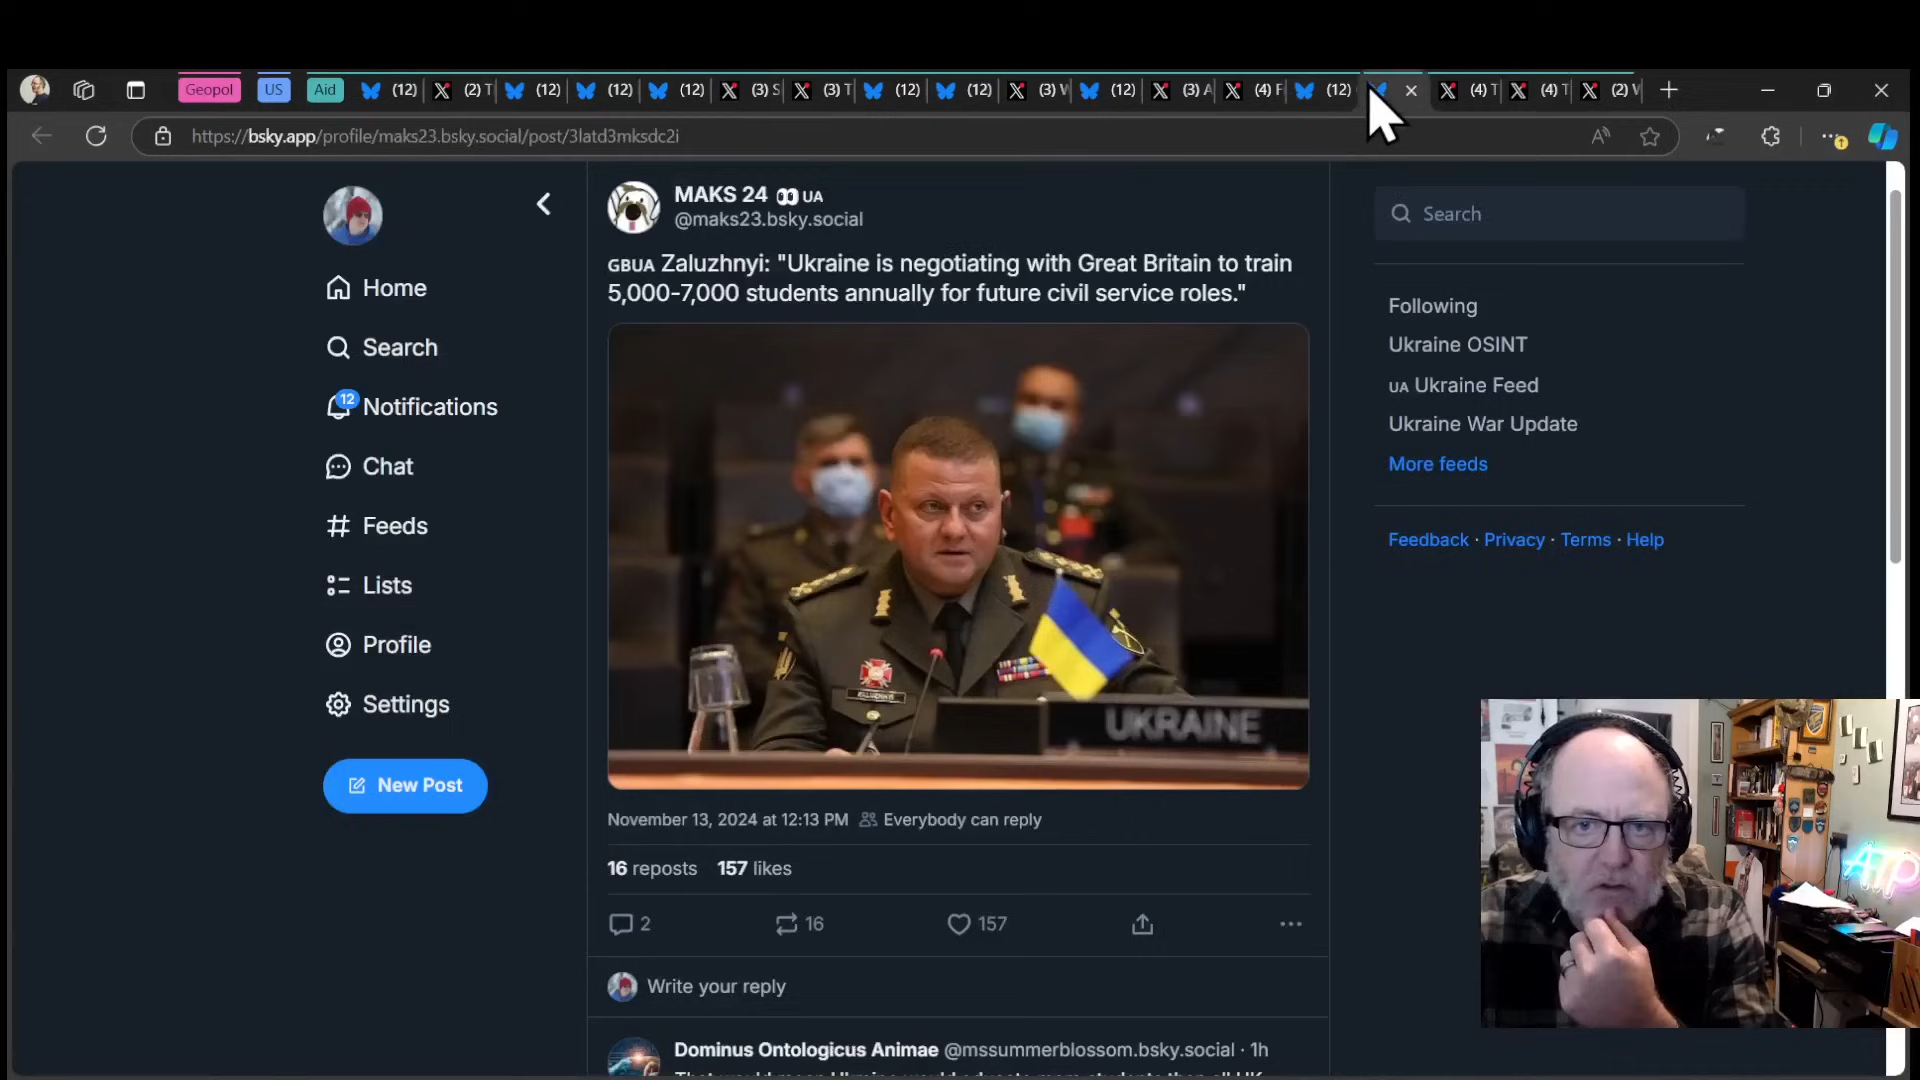 Geopol US Aid (12) (2) T (12) (12) (12) (3) S (3) T (12) (12) (3) (12) (3) (4) F (12) (4) T (4) T (2)
https://bsky.app/profile/maks23.bsky.social/post/3latd3mksdc2i
MAKS 24 👀 UA
@maks23.bsky.social
GBUA Zaluzhnyi: "Ukraine is negotiating with Great Britain to train
5,000-7,000 students annually for future civil service roles."
Home
Search
12
Notifications
Chat
Feeds
Lists
Profile
Settings
New Post
UKRAINE
November 13, 2024 at 12:13 PM Everybody can reply
16 reposts 157 likes
2 16 157
Write your reply
Dominus Ontologicus Animae @mssummerblossom.bsky.social · 1h
Search
Following
Ukraine OSINT
UA Ukraine Feed
Ukraine War Update
More feeds
Feedback · Privacy · Terms · Help
ATP